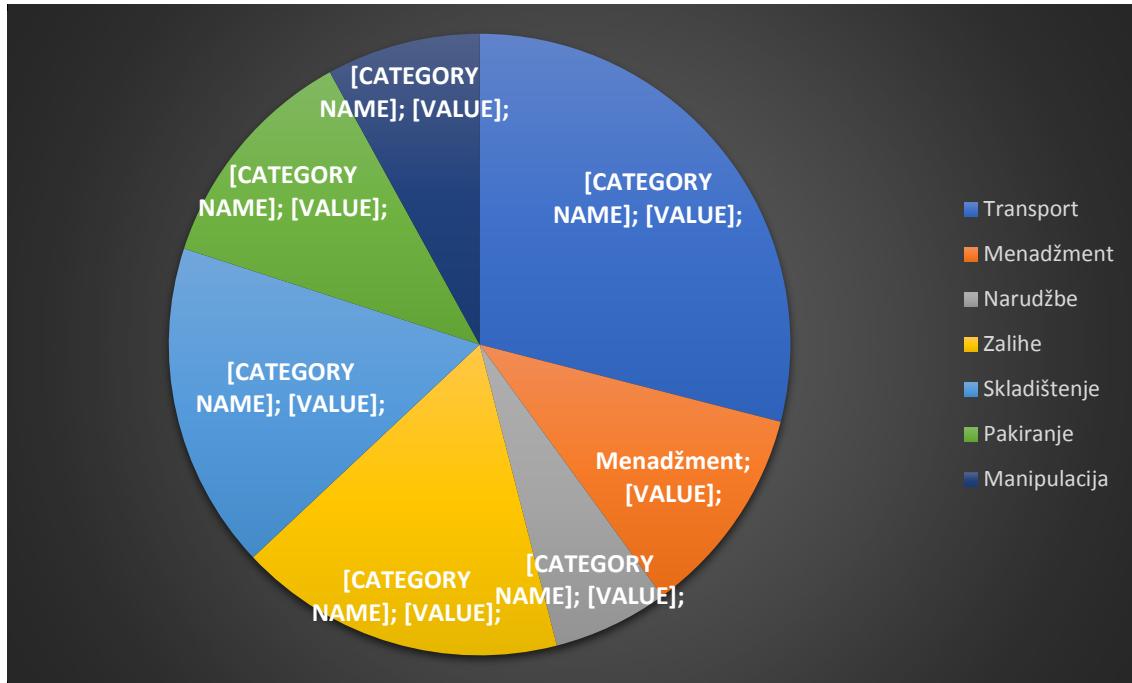 [CATEGORY
NAME]; [VALUE];
[CATEGORY
NAME]; [VALUE];
[CATEGORY
NAME]; [VALUE];
[CATEGORY
NAME]; [VALUE];
Menadžment;
[VALUE];
[CATEGORY
NAME]; [VALUE];
[CATEGORY
NAME]; [VALUE];
Transport
Menadžment
Narudžbe
Zalihe
Skladištenje
Pakiranje
Manipulacija